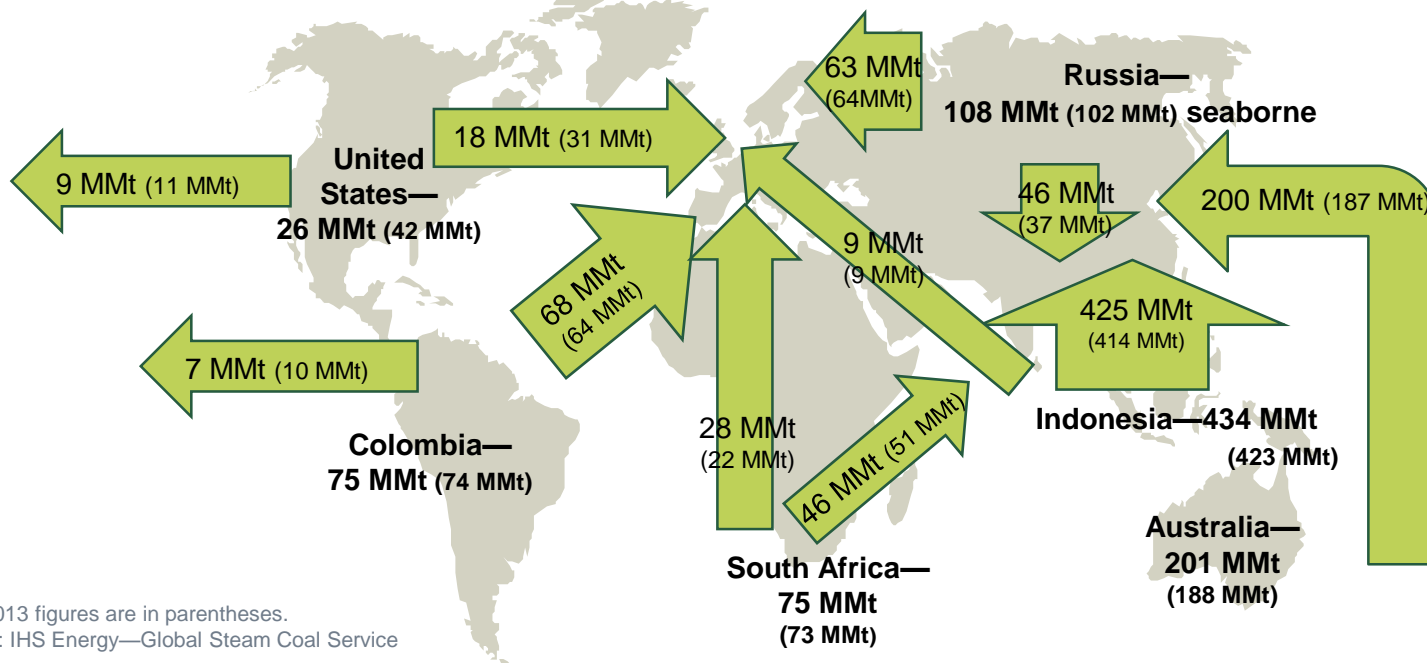 63 MMt
(64MMt)
Russia—
108 MMt (102 MMt) seaborne
18 MMt (31 MMt)
United
States—
26 MMt (42 MMt)
9 MMt (11 MMt)
46 MMt
(37 MMt)
200 MMt (187 MMt)
9 MMt
(9 MMt)
68 MMt
(64 MMt)
425 MMt
(414 MMt)
7 MMt (10 MMt)
Indonesia—434 MMt
(423 MMt)
28 MMt
(22 MMt)
46 MMt (51 MMt)
Colombia—
75 MMt (74 MMt)
Australia—
201 MMt
(188 MMt)
South Africa—
75 MMt
(73 MMt)
013 figures are in parentheses.
: IHS Energy—Global Steam Coal Service